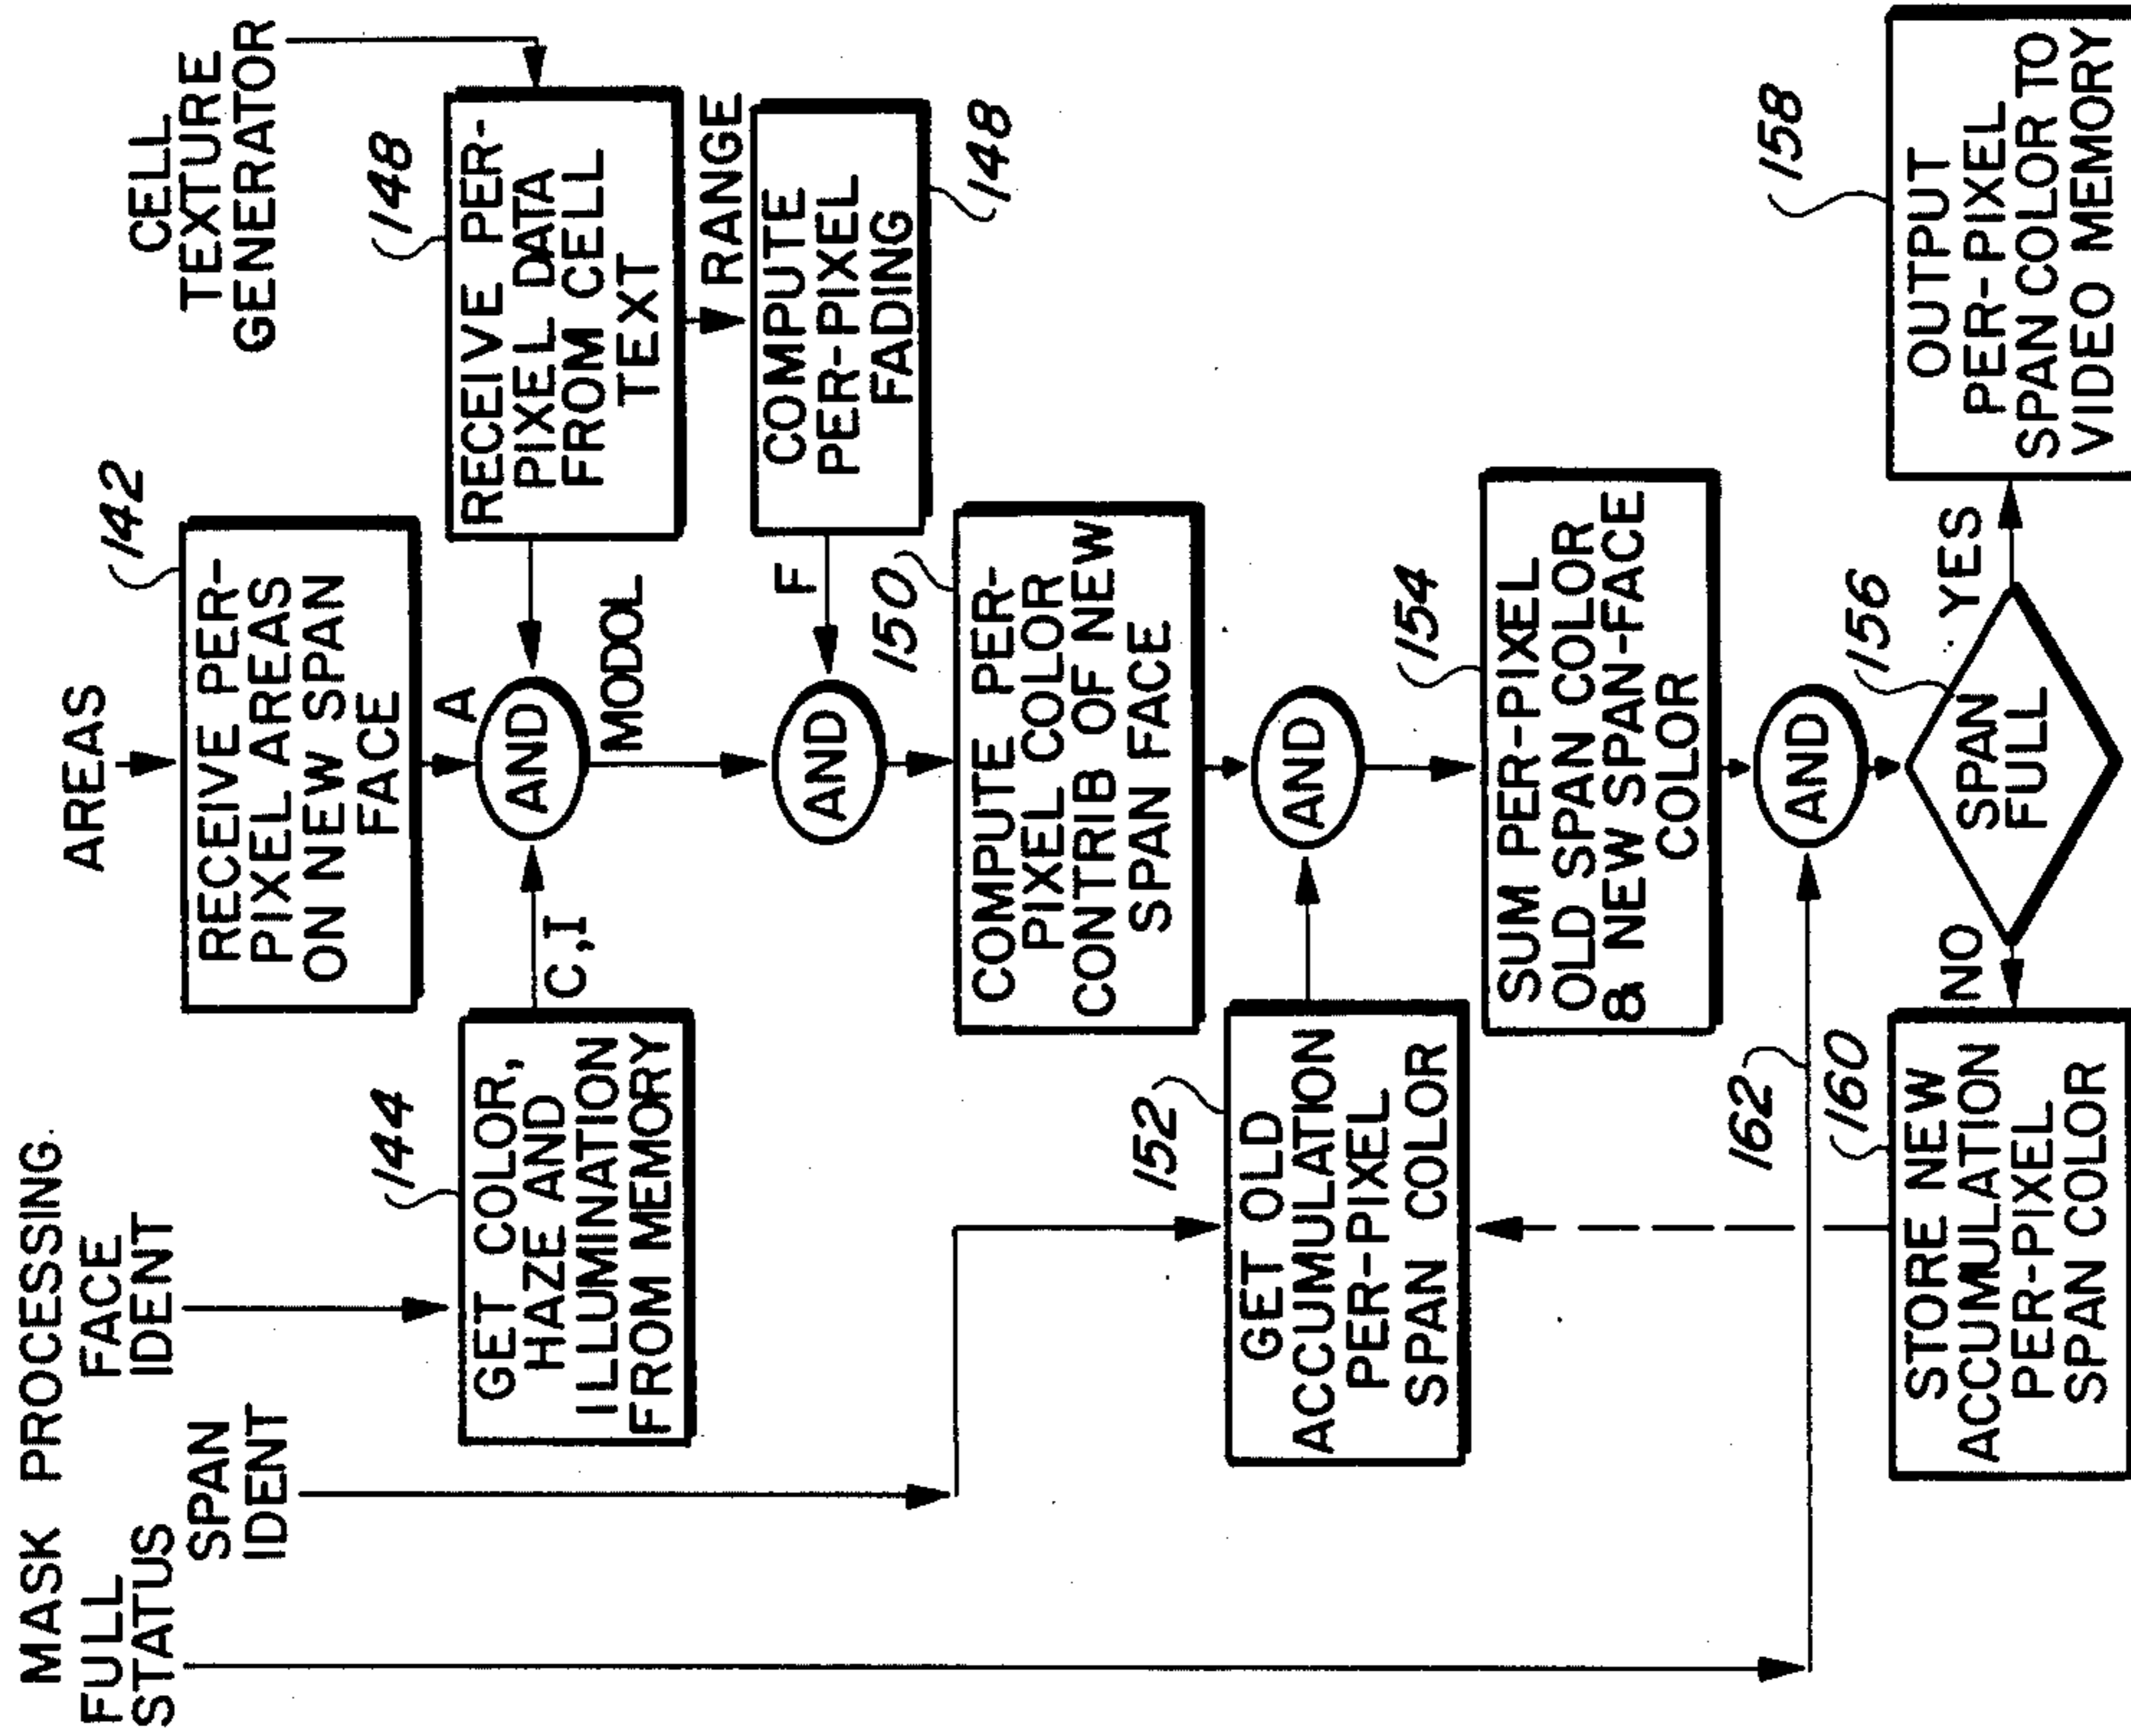 MASK PROCESSING
FULL
STATUS
SPAN
IDENT
FACE
IDENT
AREAS
CELL
TEXTURE
GENERATOR
142
RECEIVE PER-
PIXEL AREAS
ON NEW SPAN
FACE
144
GET COLOR,
HAZE AND
ILLUMINATION
FROM MEMORY
C,I
A
AND
MODOL
148
RECEIVE PER-
PIXEL DATA
FROM CELL
TEXT
RANGE
COMPUTE
PER-PIXEL
FADING
148
F
AND
150
COMPUTE PER-
PIXEL COLOR
CONTRIB OF NEW
SPAN FACE
152
GET OLD
ACCUMULATION
PER-PIXEL
SPAN COLOR
AND
154
SUM PER-PIXEL
OLD SPAN COLOR
& NEW SPAN-FACE
COLOR
162
AND
156
SPAN
FULL
NO
YES
160
STORE NEW
ACCUMULATION
PER-PIXEL
SPAN COLOR
158
OUTPUT
PER-PIXEL
SPAN COLOR TO
VIDEO MEMORY